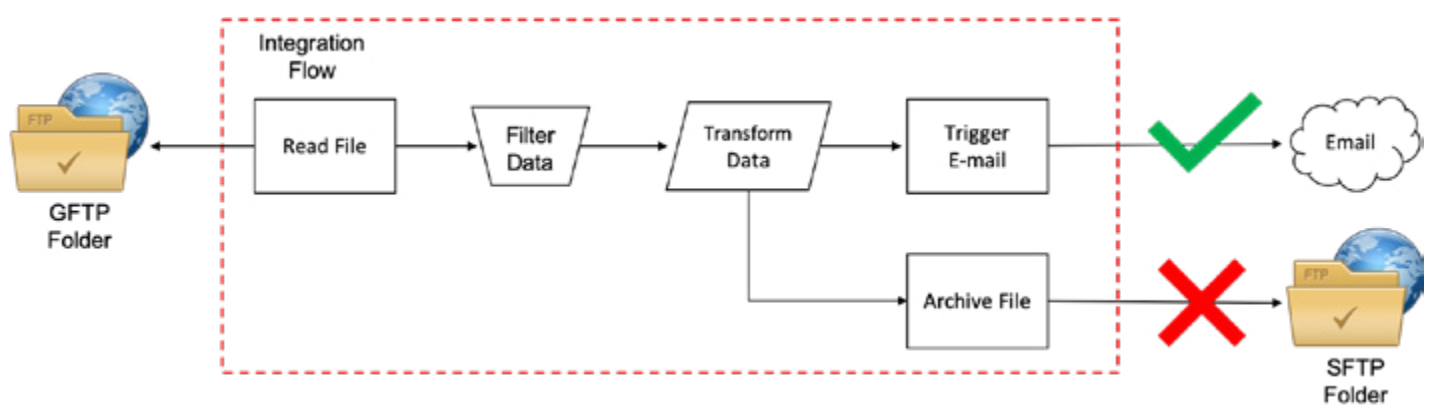 Integration
Flow
FTP
GFTP
Folder
Read File
Filter
Data
Transform
Data
Trigger
E-mail
Email
Archive File
FTP
SFTP
Folder